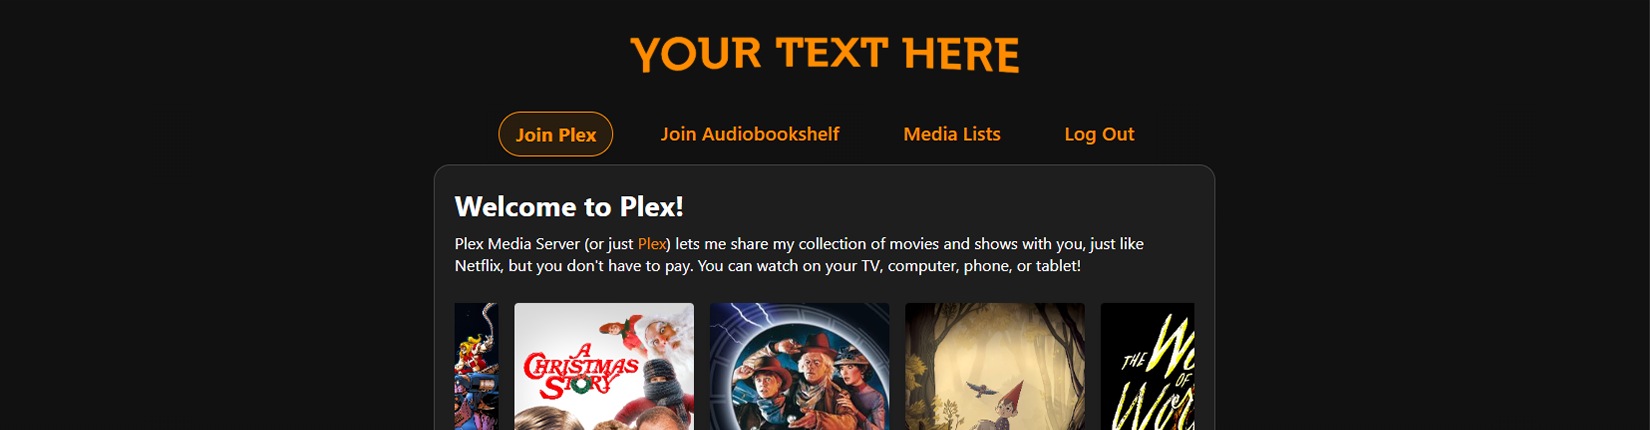 YOUR TEXT HERE
Join Plex
Join Audiobookshelf
Media Lists
Log Out
Welcome to Plex!
Plex Media Server (or just Plex) lets me share my collection of movies and shows with you, just like
Netflix, but you don't have to pay. You can watch on your TV, computer, phone, or tablet!
A
CHRISTMAS
STORY
THE
OF